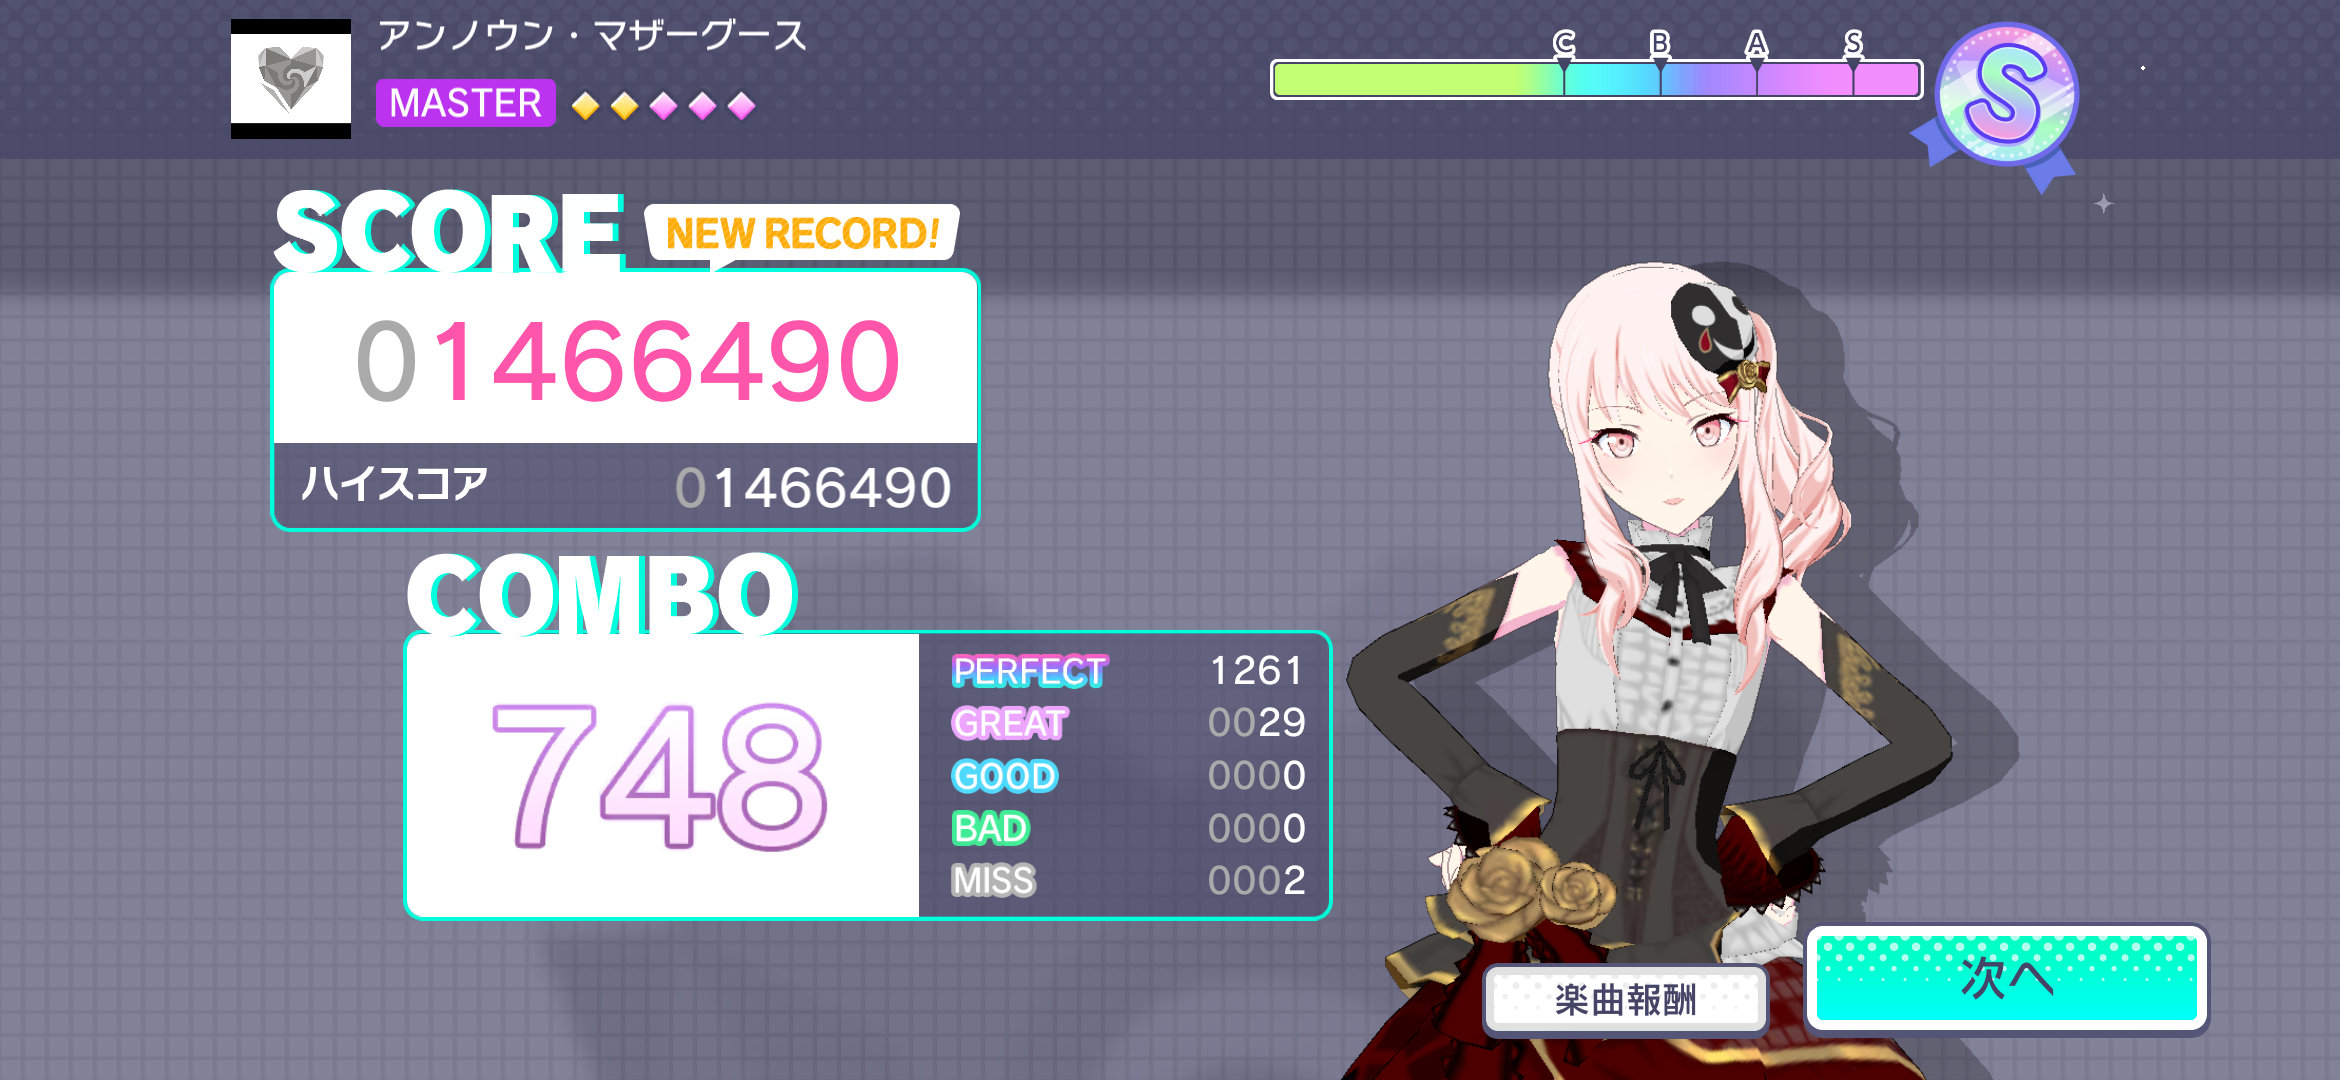 アンノウン・マザーグース
MASTER
C B A S
S
SCORE
NEW RECORD!
01466490
ハイスコア 01466490
COMBO
748
PERFECT 1261
GREAT 0029
GOOD 0000
BAD 0000
MISS 0002
楽曲報酬
次へ